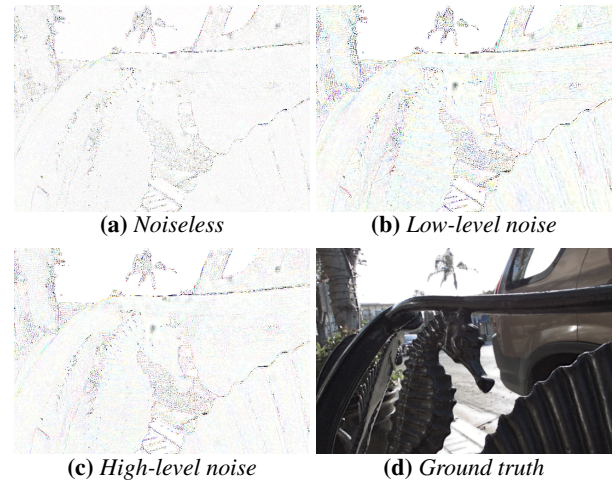 (a) Noiseless
(b) Low-level noise
(c) High-level noise
(d) Ground truth